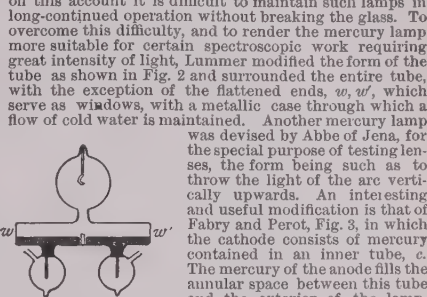 on this account it is difficult to maintain such lamps in
long-continued operation without breaking the glass. To
overcome this difficulty, and to render the mercury lamp
more suitable for certain spectroscopic work requiring
great intensity of light, Lummer modified the form of the
tube as shown in Fig. 2 and surrounded the entire tube,
with the exception of the flattened ends, w, w', which
serve as windows, with a metallic case through which a
flow of cold water is maintained. Another mercury lamp
was devised by Abbe of Jena, for
the special purpose of testing len-
ses, the form being such as to
throw the light of the arc verti-
cally upwards. An interesting
and useful modification is that of
Fabry and Perot, Fig. 3, in which
the cathode consists of mercury
contained in an inner tube, c.
The mercury of the anode fills the
annular space between this tube
and the exterior of the lamp.
w
w'